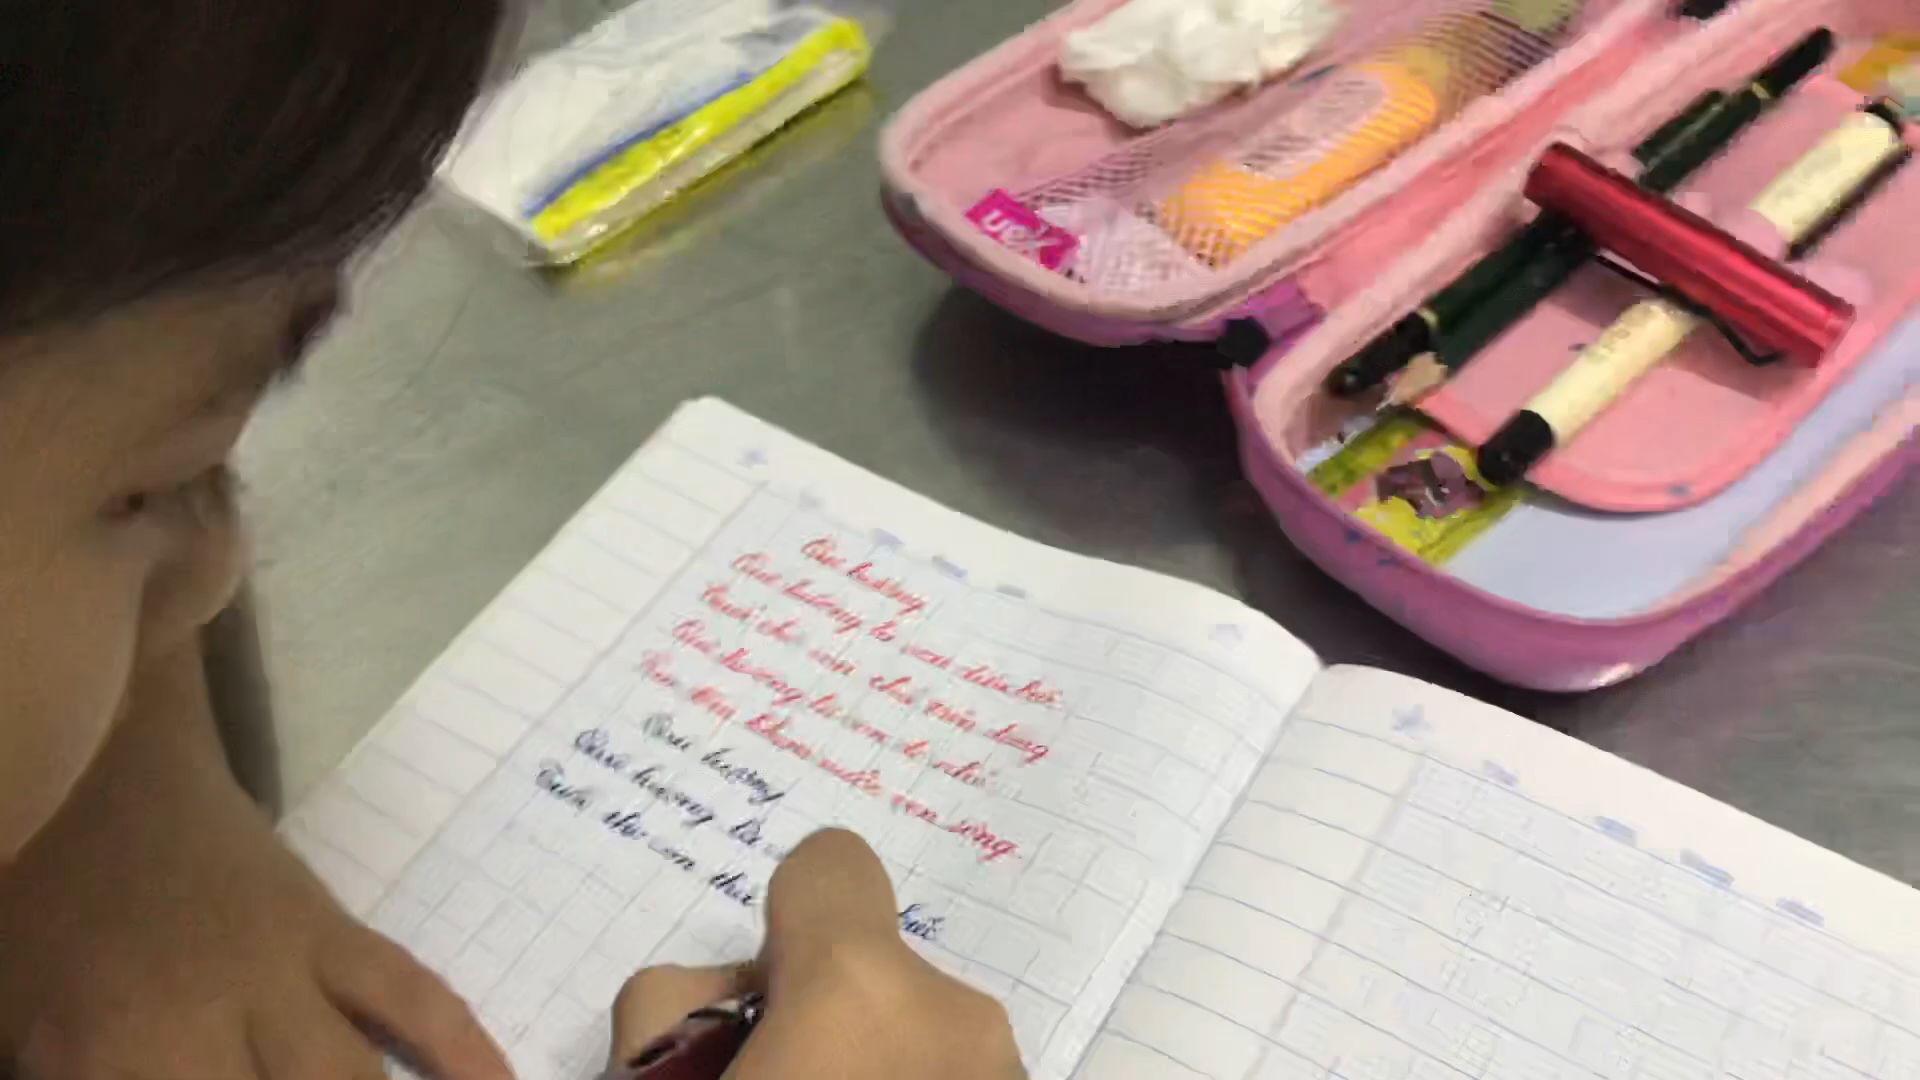 Quê hương
Quê hương là con diều biếc
Tuổi thơ con thả trên đồng
Quê hương là con đò nhỏ
Êm đềm khua nước ven sông.
Quê hương
Quê hương là
biếc
Tuổi thơ con thả